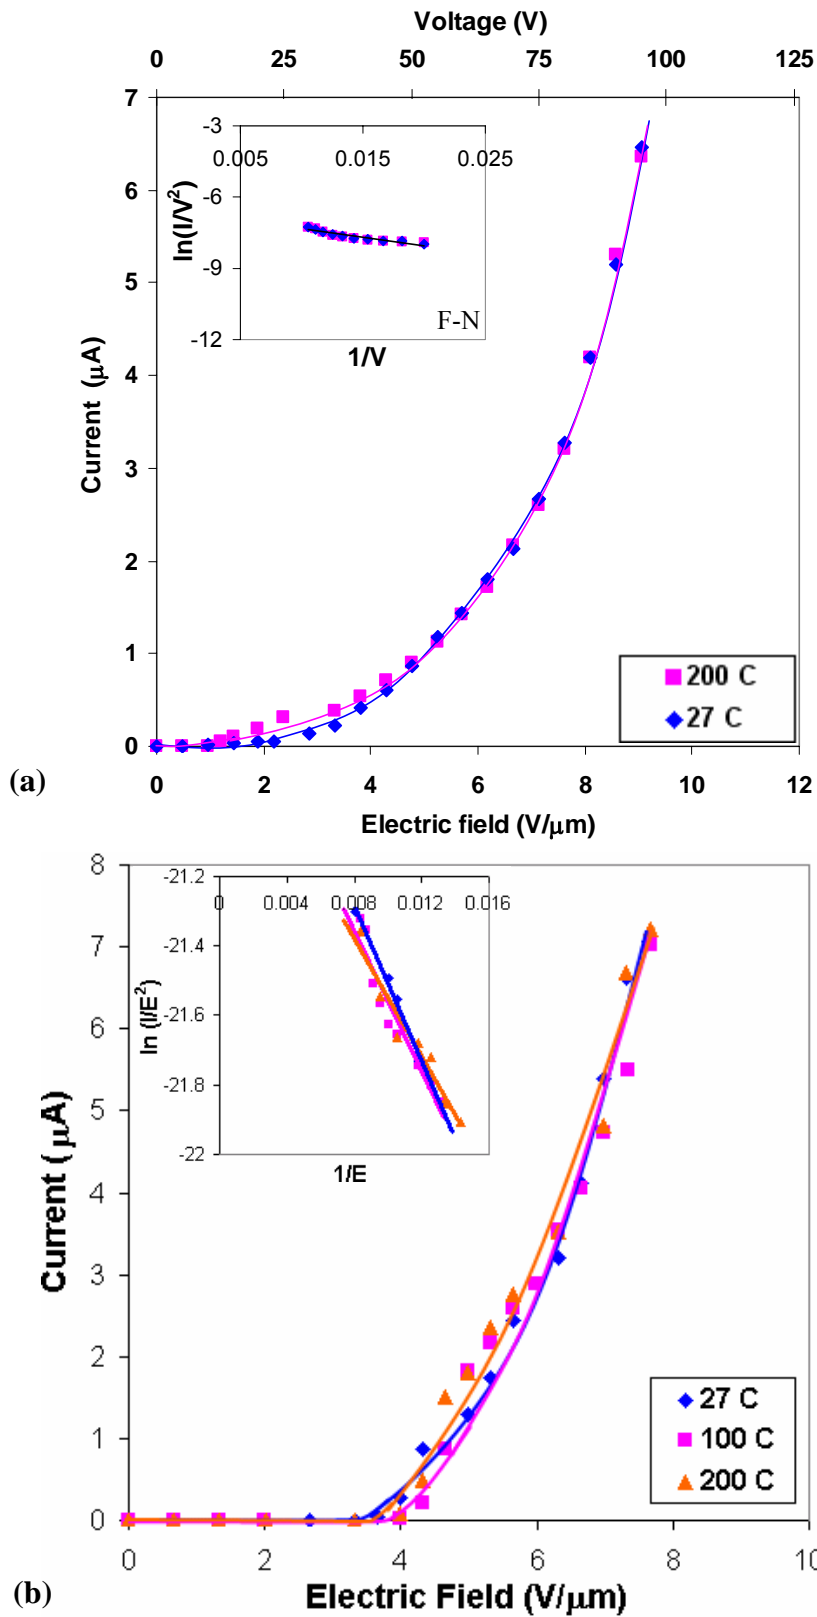 Voltage (V)
0 25 50 75 100 125
7
6
5
4
3
2
1
0
Current (μA)
-3
0.005 0.015 0.025
-6
-9
-12
ln(I/V²)
F-N
1/V
200 C
27 C
(a)
0 2 4 6 8 10 12
Electric field (V/μm)
8
7
6
5
4
3
2
1
0
Current ( μA)
-21.2
0 0.004 0.008 0.012 0.016
-21.4
-21.6
-21.8
-22
ln (I/E²)
1/E
27 C
100 C
200 C
0 2 4 6 8 10
(b)
Electric Field (V/μm)